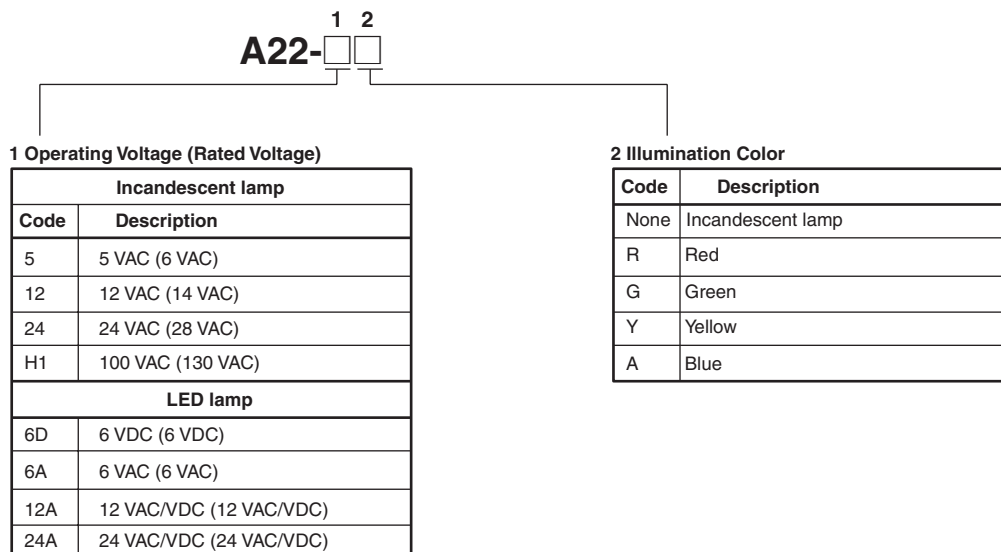 1 2
A22-□□
1 Operating Voltage (Rated Voltage)
Incandescent lamp
Code Description
5 5 VAC (6 VAC)
12 12 VAC (14 VAC)
24 24 VAC (28 VAC)
H1 100 VAC (130 VAC)
LED lamp
6D 6 VDC (6 VDC)
6A 6 VAC (6 VAC)
12A 12 VAC/VDC (12 VAC/VDC)
24A 24 VAC/VDC (24 VAC/VDC)
2 Illumination Color
Code Description
None Incandescent lamp
R Red
G Green
Y Yellow
A Blue